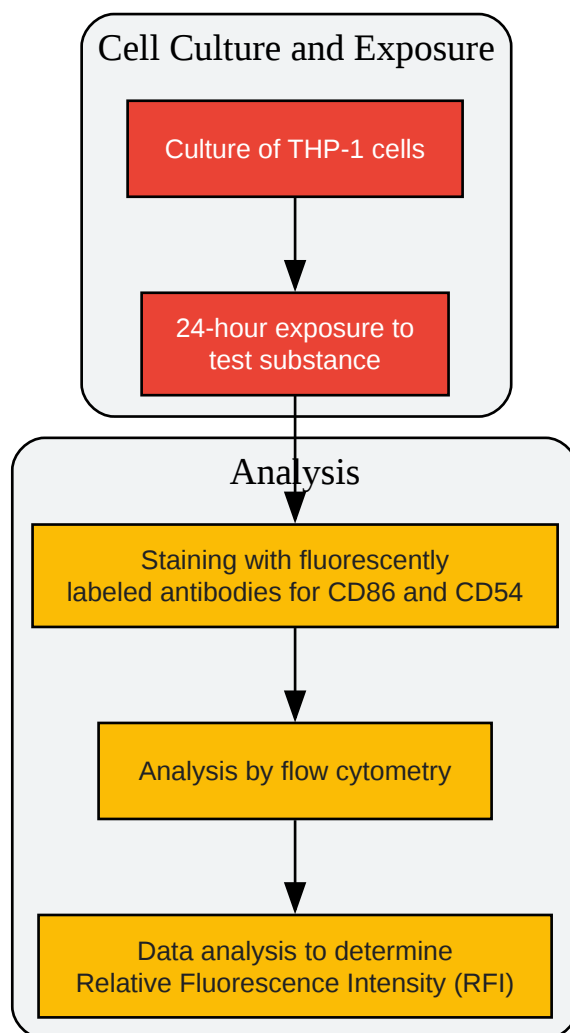 Cell Culture and Exposure
Culture of THP-1 cells
24-hour exposure to
test substance
Analysis
Staining with fluorescently
labeled antibodies for CD86 and CD54
Analysis by flow cytometry
Data analysis to determine
Relative Fluorescence Intensity (RFI)